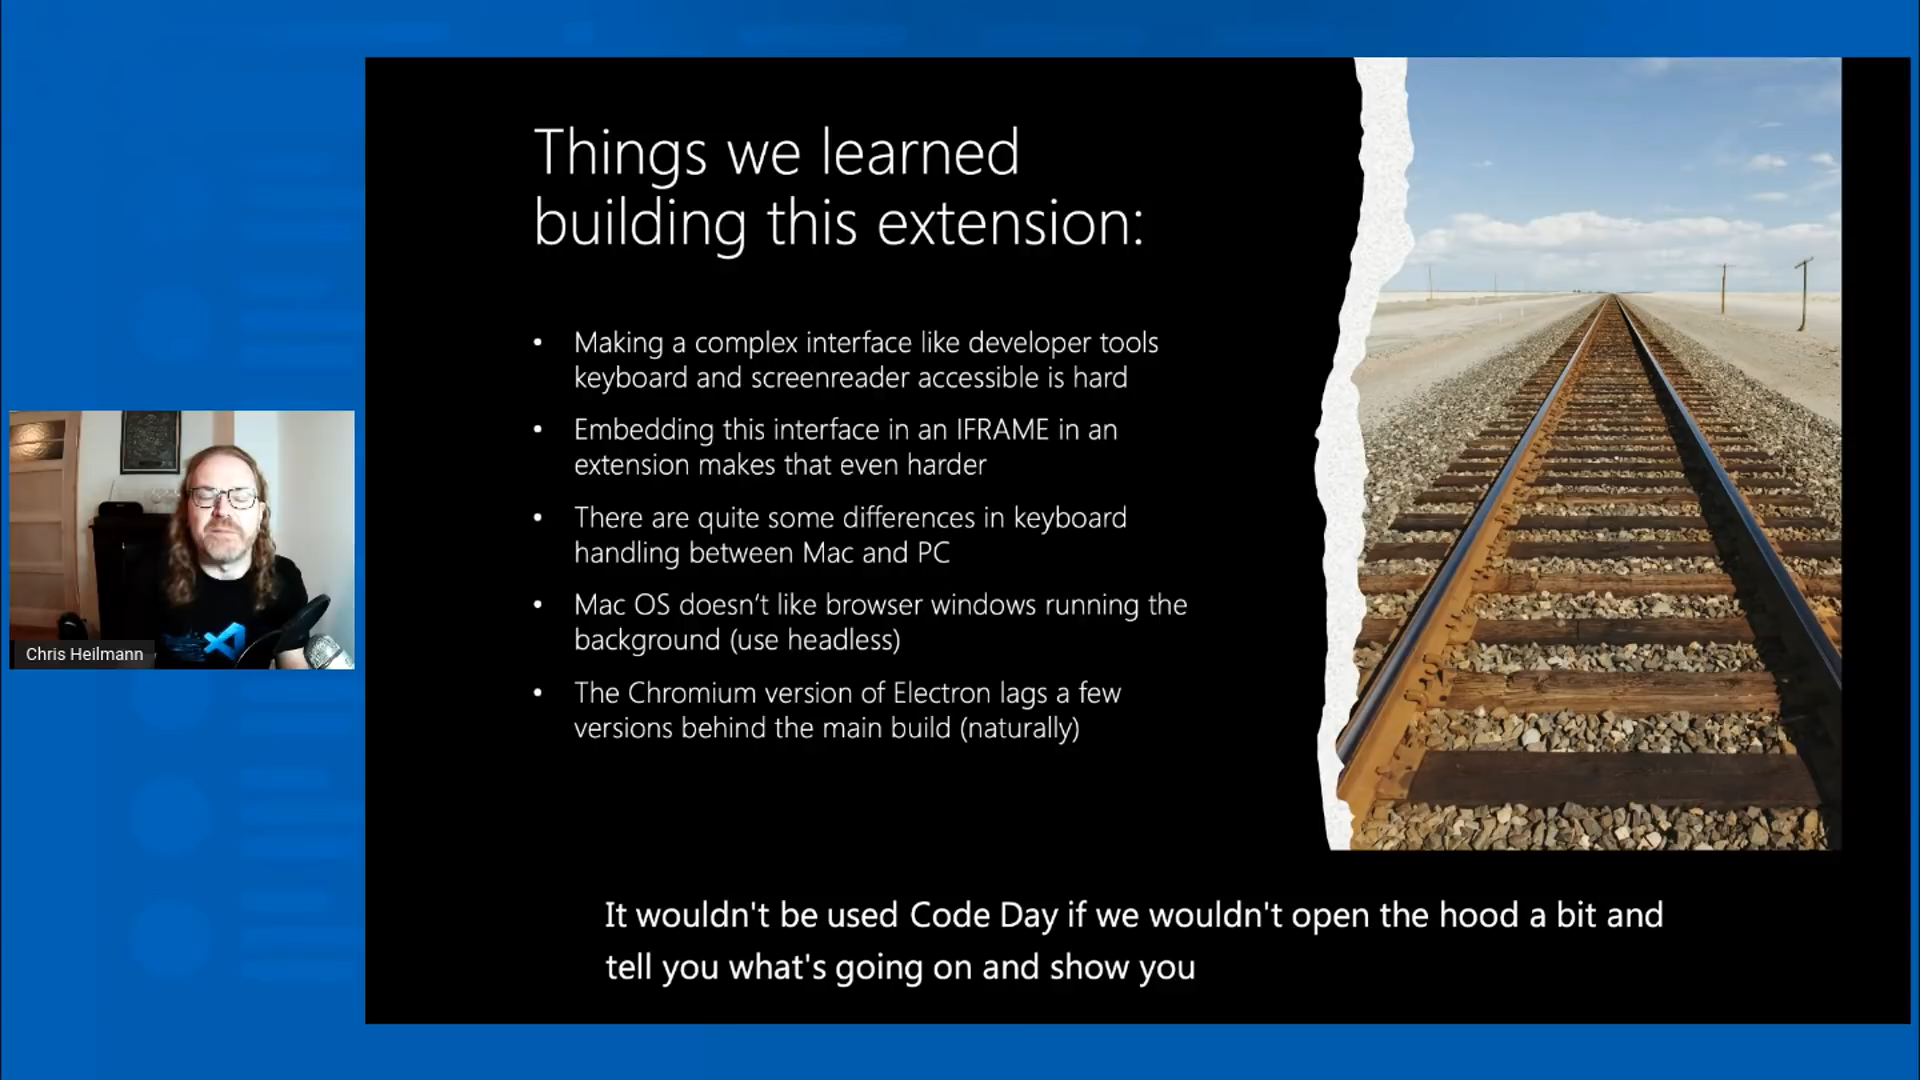 Things we learned
building this extension:
• Making a complex interface like developer tools
keyboard and screenreader accessible is hard
• Embedding this interface in an IFRAME in an
extension makes that even harder
• There are quite some differences in keyboard
handling between Mac and PC
• Mac OS doesn’t like browser windows running the
background (use headless)
• The Chromium version of Electron lags a few
versions behind the main build (naturally)
Chris Heilmann
It wouldn't be used Code Day if we wouldn't open the hood a bit and
tell you what's going on and show you